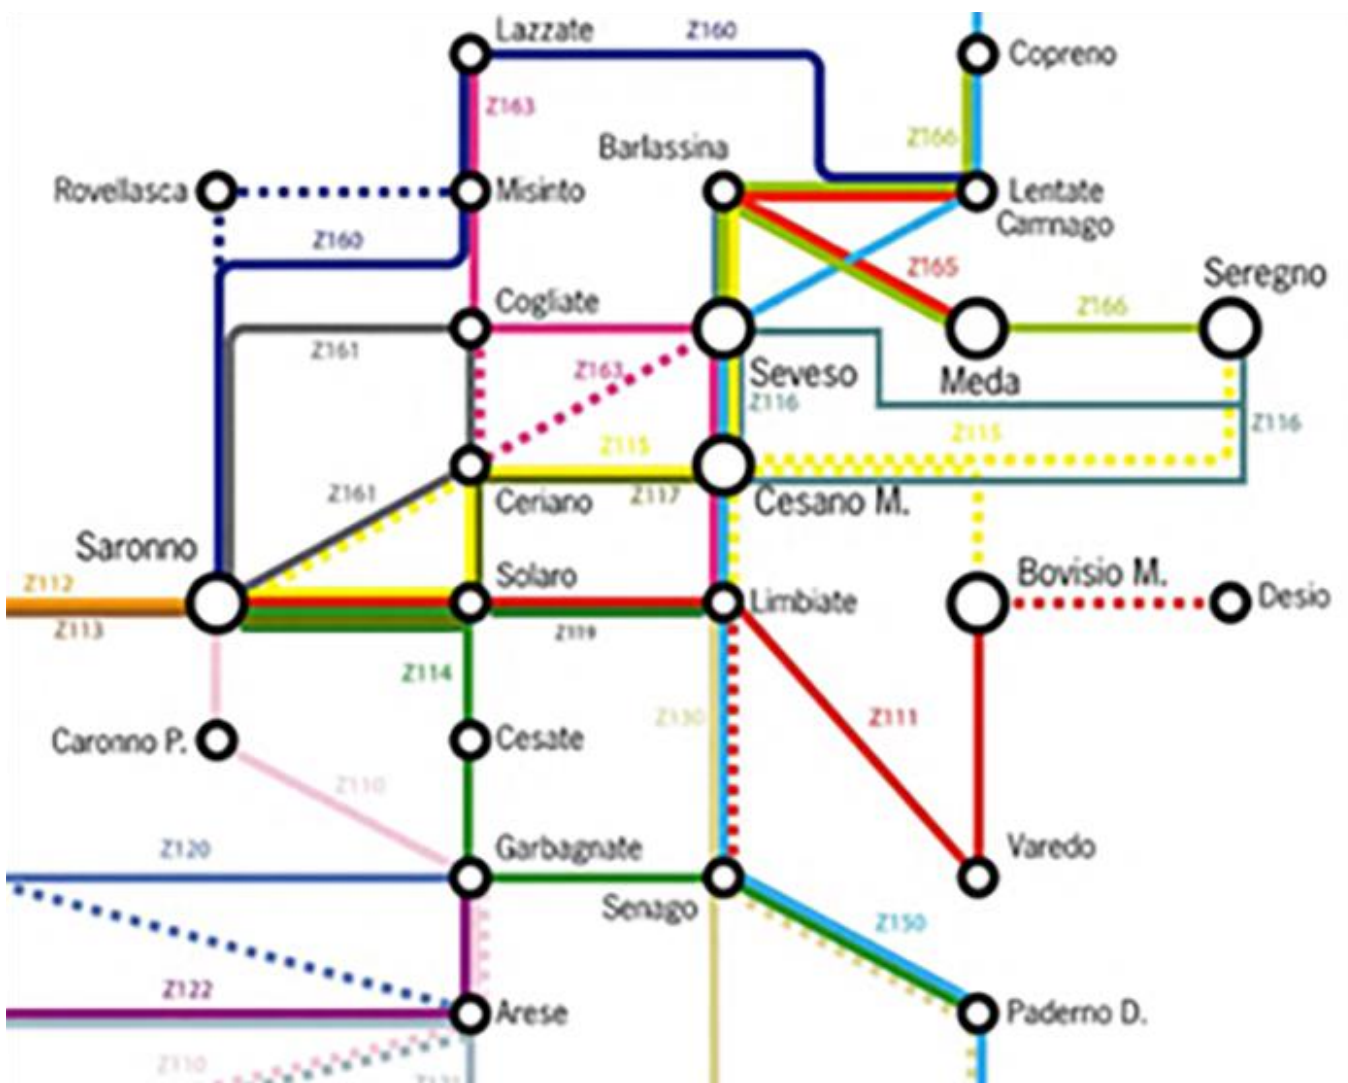 Lazzate
Z160
Copreno
Z163
Z166
Barlassina
Rovellasca
Misinto
Lentate
Camnago
Z160
Z165
Seregno
Cogliate
Z166
Z161
Z163
Seveso
Meda
Z116
Z116
Z115
Z115
Z161
Z117
Ceriano
Cesano M.
Saronno
Solaro
Bovisio M.
Z112
Limbiate
Desio
Z113
Z119
Z114
Z130
Z111
Caronno P.
Cesate
Z110
Z120
Garbagnate
Varedo
Senago
Z150
Z122
Arese
Paderno D.
Z110